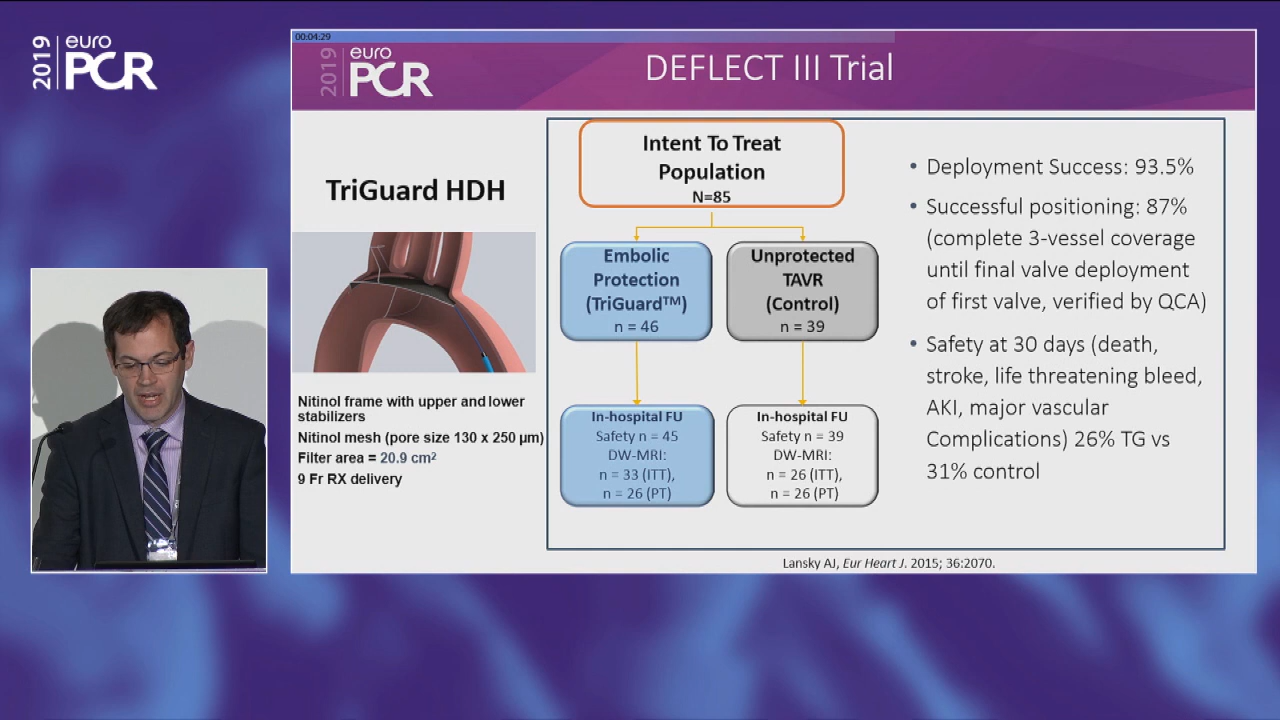 2019
euro
PCR
00:04:29
2019
euro
PCR
DEFLECT III Trial
TriGuard HDH
Nitinol frame with upper and lower
stabilizers
Nitinol mesh (pore size 130 x 250 µm)
Filter area = 20.9 cm²
9 Fr RX delivery
Intent To Treat
Population
N=85
Embolic
Protection
(TriGuard™)
n = 46
Unprotected
TAVR
(Control)
n = 39
In-hospital FU
Safety n = 45
DW-MRI:
n = 33 (ITT),
n = 26 (PT)
In-hospital FU
Safety n = 39
DW-MRI:
n = 26 (ITT),
n = 26 (PT)
• Deployment Success: 93.5%
• Successful positioning: 87%
(complete 3-vessel coverage
until final valve deployment
of first valve, verified by QCA)
• Safety at 30 days (death,
stroke, life threatening bleed,
AKI, major vascular
Complications) 26% TG vs
31% control
Lansky AJ, Eur Heart J. 2015; 36:2070.